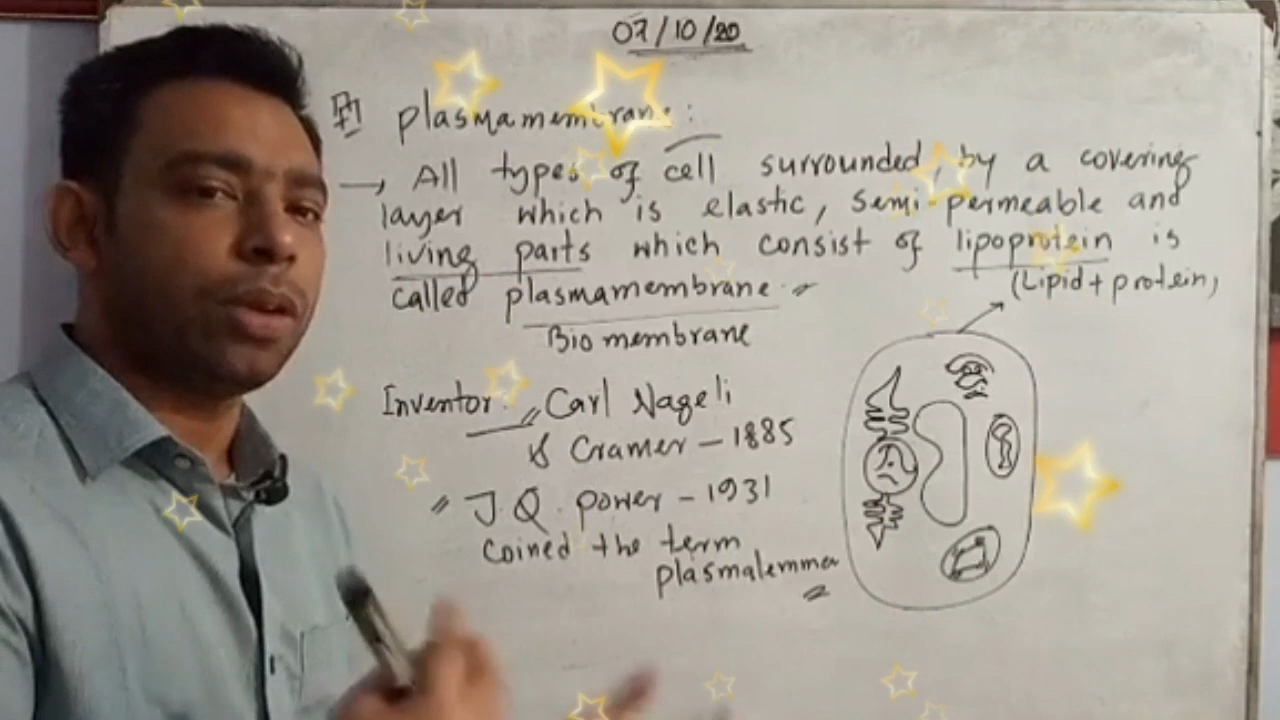 07/10/20
plasmamembrane:
→ All types of cell surrounded, by a covering
layer which is elastic, semi-permeable and
living parts which consist of lipoprotein is
(Lipid+protein)
called plasmamembrane
Biomembrane
Inventor. Carl Nageli
& Cramer – 1885
" J.Q. power – 1931
coined the term
plasmalemma